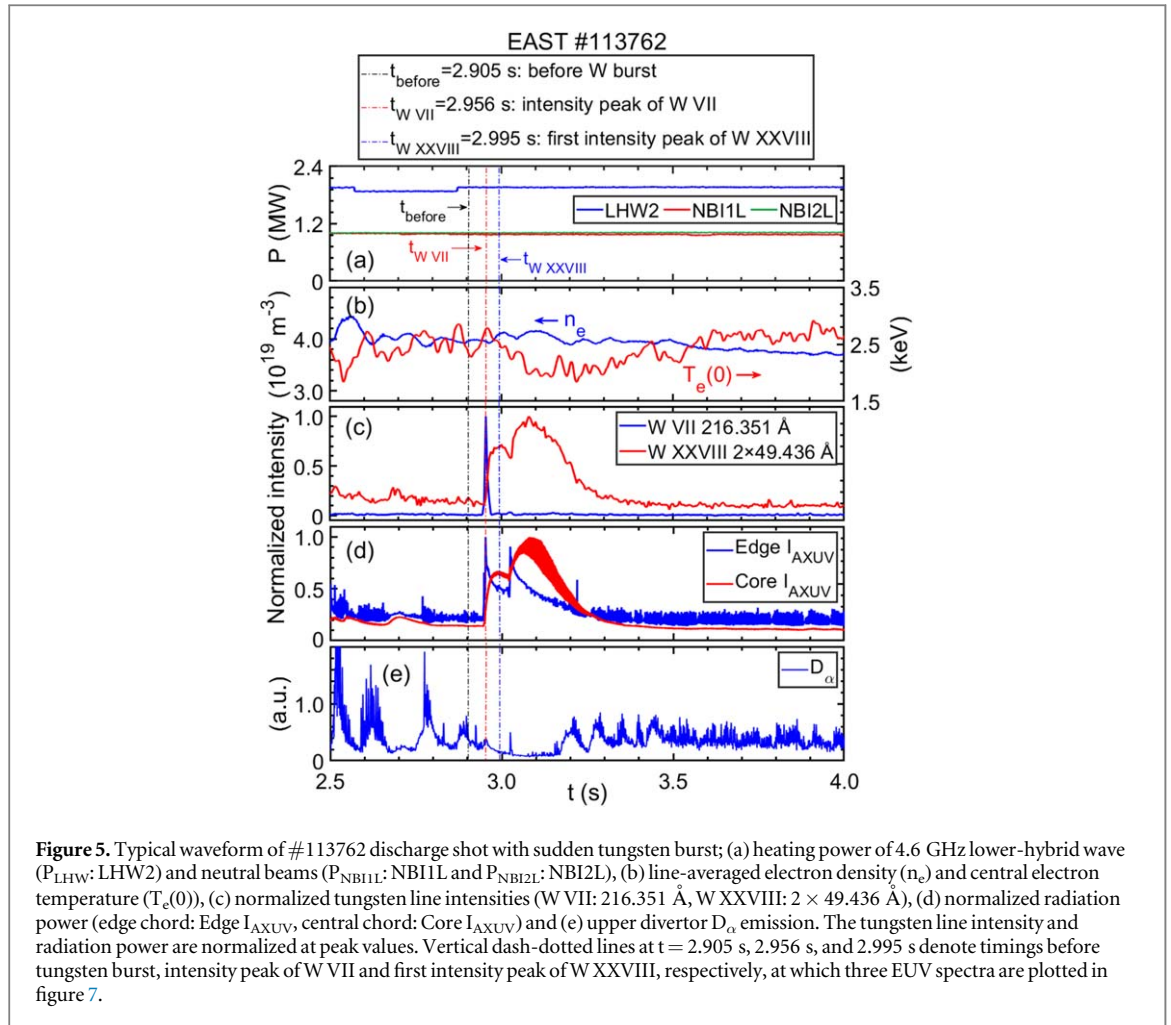 EAST #113762
t_before=2.905 s: before W burst
t_W VII=2.956 s: intensity peak of W VII
t_W XXVIII=2.995 s: first intensity peak of W XXVIII
2.4
1.2
0
P (MW)
t_before
LHW2 NBI1L NBI2L
(a)
t_W VII
t_W XXVIII
(b)
4.0
3.0
(10^19 m^-3)
n_e
T_e(0)
3.5
2.5
1.5
(keV)
(c)
1.0
0.5
0
Normalized intensity
W VII 216.351 Å
W XXVIII 2×49.436 Å
(d)
1.0
0.5
0
Edge I_AXUV
Core I_AXUV
(e)
1.0
0
(a.u.)
D_α
2.5 3.0 3.5 4.0
t (s)
Figure 5. Typical waveform of #113762 discharge shot with sudden tungsten burst; (a) heating power of 4.6 GHz lower-hybrid wave
(P_LHW: LHW2) and neutral beams (P_NBI1L: NBI1L and P_NBI2L: NBI2L), (b) line-averaged electron density (n_e) and central electron
temperature (T_e(0)), (c) normalized tungsten line intensities (W VII: 216.351 Å, W XXVIII: 2 × 49.436 Å), (d) normalized radiation
power (edge chord: Edge I_AXUV, central chord: Core I_AXUV) and (e) upper divertor D_α emission. The tungsten line intensity and
radiation power are normalized at peak values. Vertical dash-dotted lines at t = 2.905 s, 2.956 s, and 2.995 s denote timings before
tungsten burst, intensity peak of W VII and first intensity peak of W XXVIII, respectively, at which three EUV spectra are plotted in
figure 7.